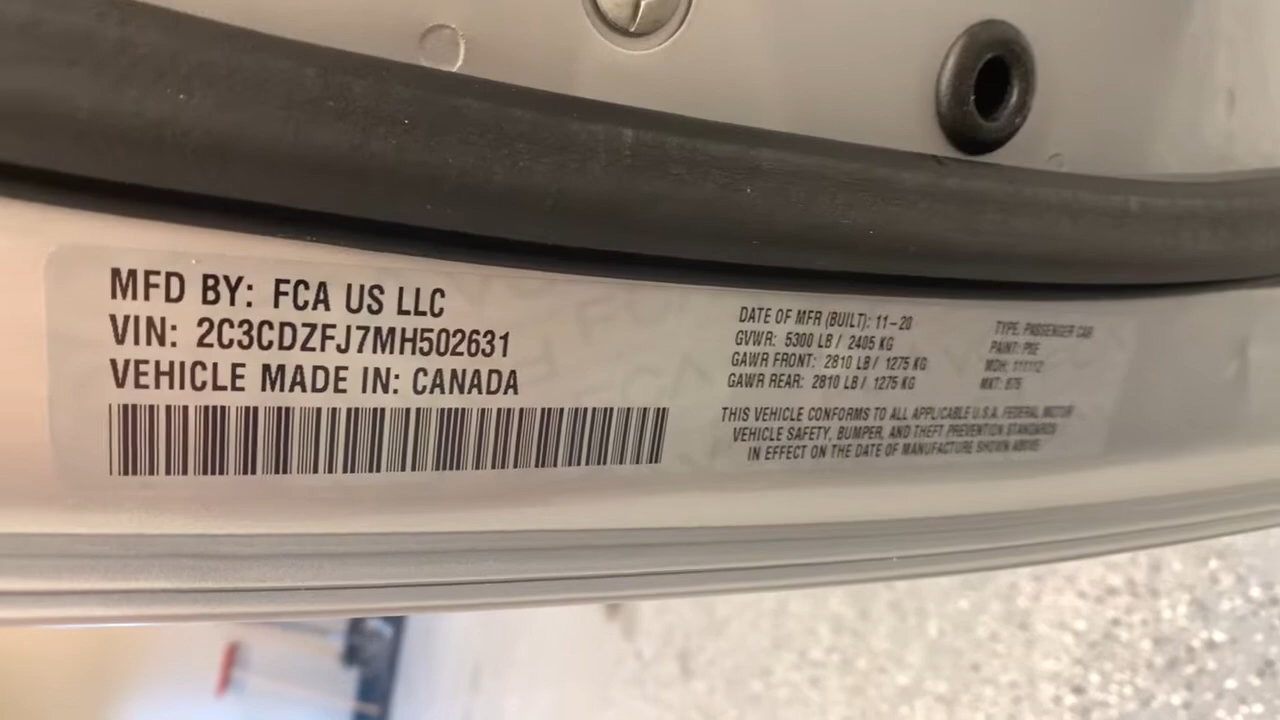 MFD BY: FCA US LLC
VIN: 2C3CDZFJ7MH502631
VEHICLE MADE IN: CANADA
DATE OF MFR (BUILT): 11-20
GVWR: 5300 LB / 2405 KG
GAWR FRONT: 2810 LB / 1275 KG
GAWR REAR: 2810 LB / 1275 KG
TYPE: PASSENGER CAR
PAINT:
MDH:
MKT:
THIS VEHICLE CONFORMS TO ALL APPLICABLE U.S.A. FEDERAL MOTOR
VEHICLE SAFETY, BUMPER, AND THEFT PREVENTION STANDARDS
IN EFFECT ON THE DATE OF MANUFACTURE SHOWN ABOVE.